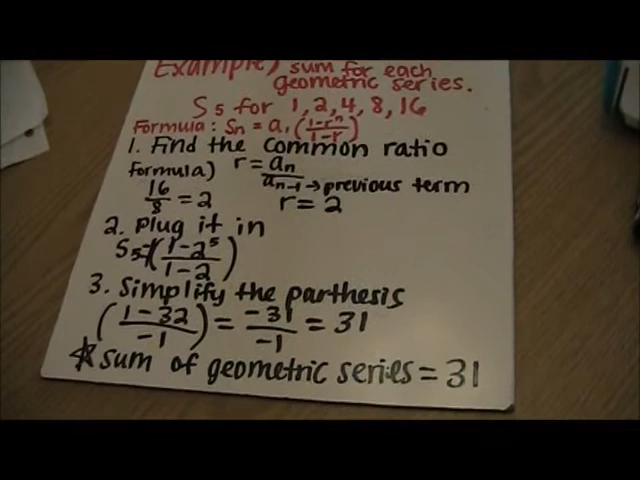 Example) sum for each
geometric series.
S5 for 1, 2, 4, 8, 16
Formula: Sn = a1 (1-r^n / 1-r)
1. Find the common ratio
Formula) r = an / an-1 → previous term
16/8 = 2 r = 2
2. Plug it in
S5 = (1-2^5 / 1-2)
3. Simplify the parthesis
(1-32 / -1) = -31 / -1 = 31
☆ sum of geometric series = 31